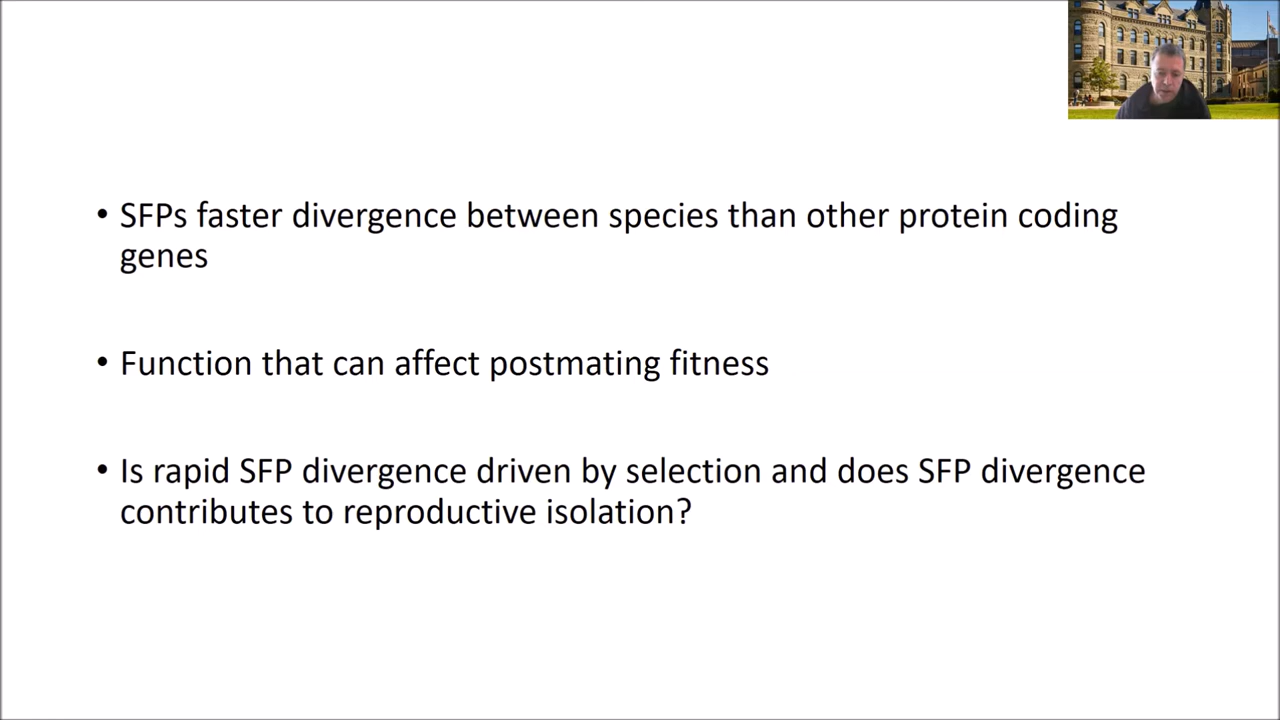 • SFPs faster divergence between species than other protein coding
genes
• Function that can affect postmating fitness
• Is rapid SFP divergence driven by selection and does SFP divergence
contributes to reproductive isolation?